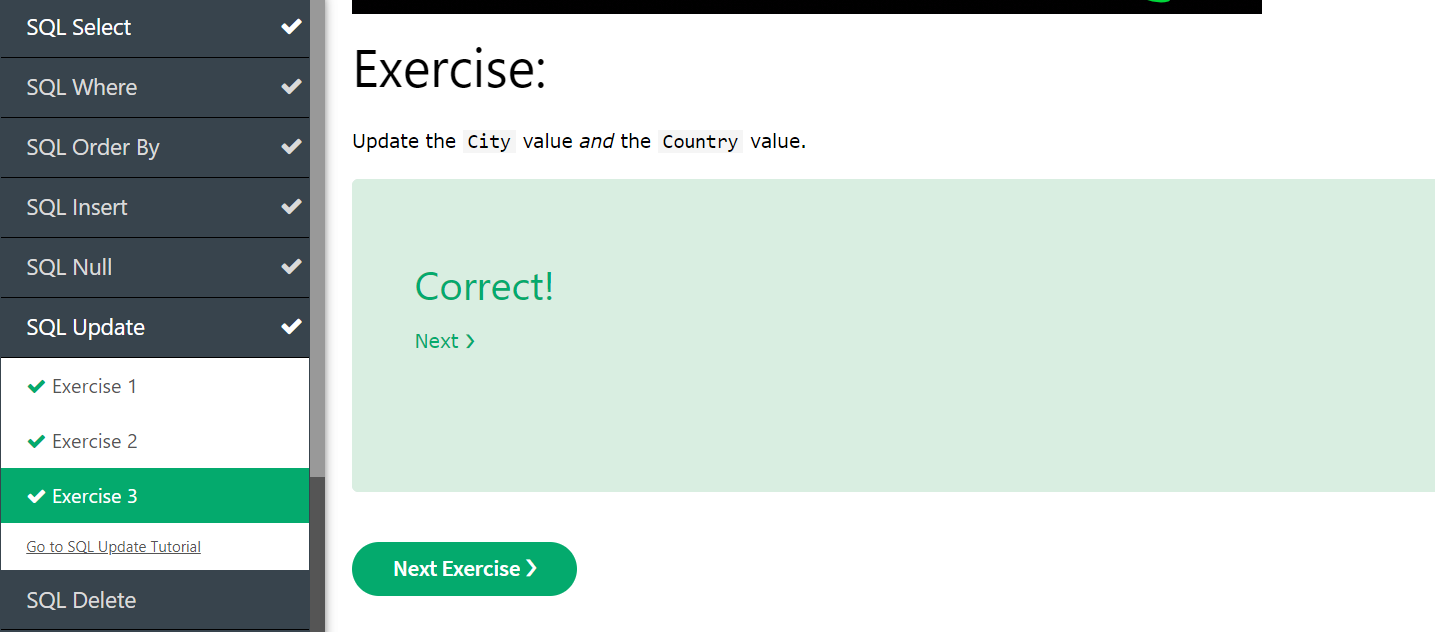 SQL Select
SQL Where
SQL Order By
SQL Insert
SQL Null
SQL Update
Exercise 1
Exercise 2
Exercise 3
Go to SQL Update Tutorial
SQL Delete
Exercise:
Update the City value and the Country value.
Correct!
Next ❯
Next Exercise ❯